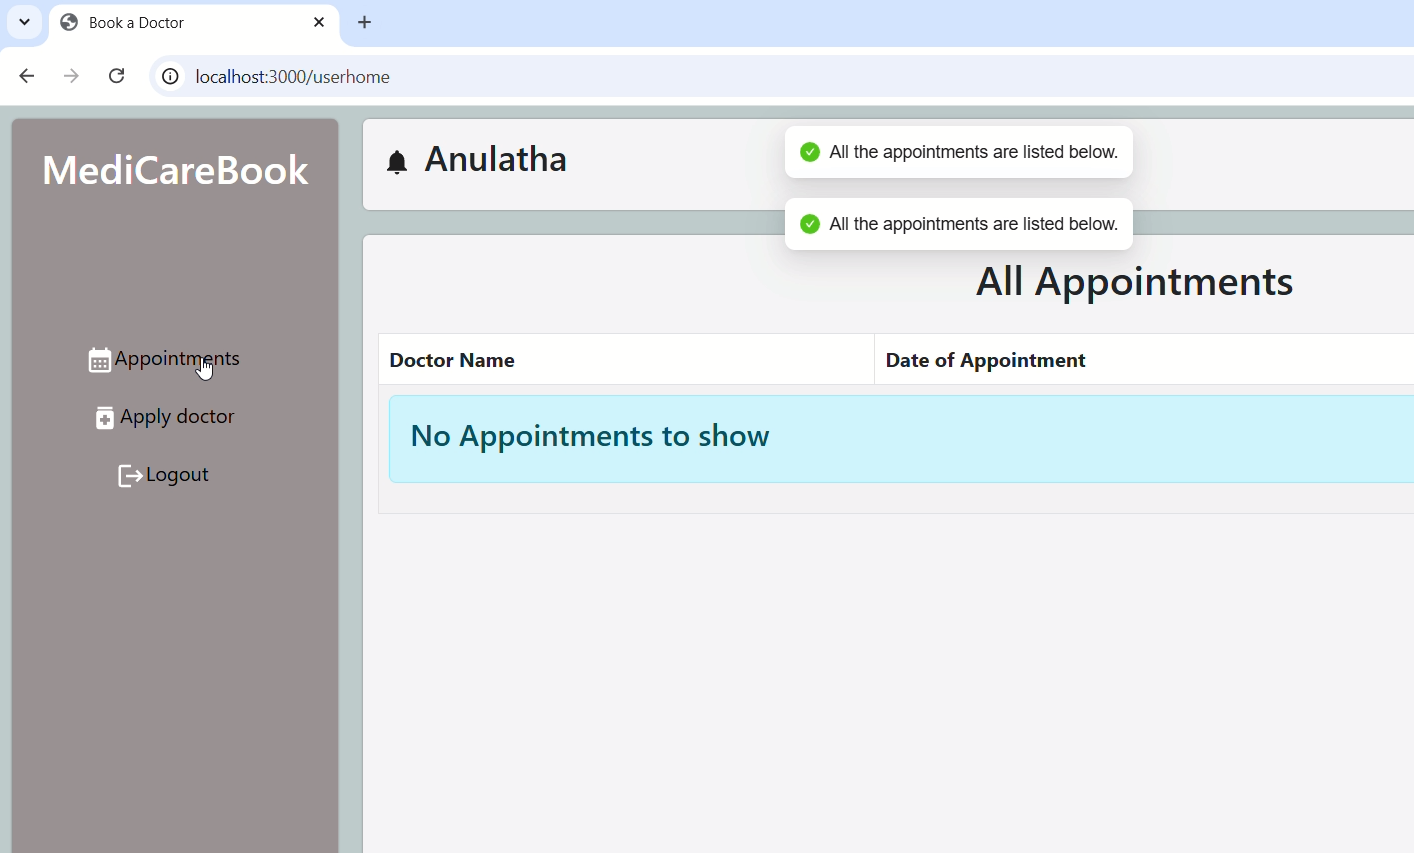 Book a Doctor
localhost:3000/userhome
MediCareBook
Appointments
Apply doctor
Logout
Anulatha
All the appointments are listed below.
All the appointments are listed below.
All Appointments
Doctor Name Date of Appointment
No Appointments to show